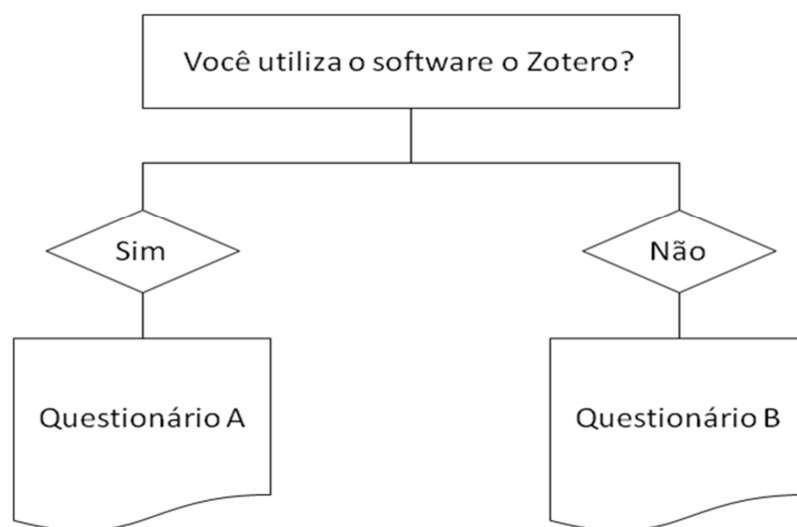 Você utiliza o software o Zotero?
Sim
Não
Questionário A
Questionário B